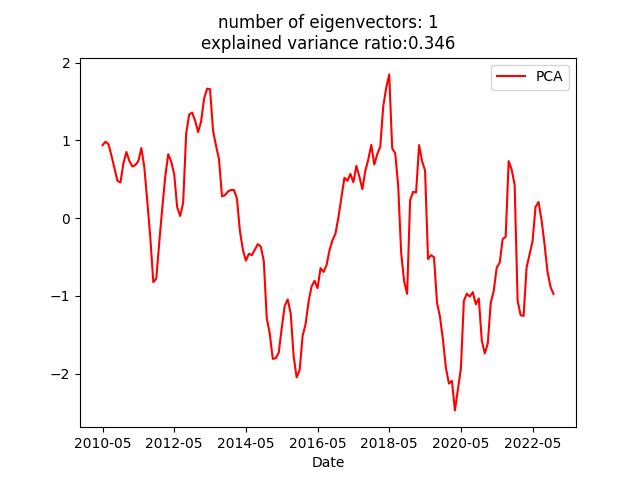 number of eigenvectors: 1
explained variance ratio:0.346
PCA
2
1
0
−1
−2
2010-05 2012-05 2014-05 2016-05 2018-05 2020-05 2022-05
Date